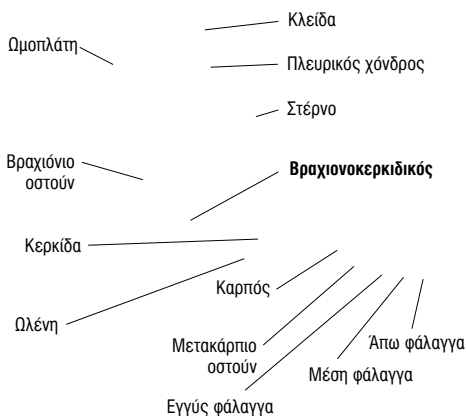 Κλείδα
Ωμοπλάτη
Πλευρικός χόνδρος
Στέρνο
Βραχιόνιο
οστούν
Βραχιονοκερκιδικός
Κερκίδα
Καρπός
Ωλένη
Μετακάρπιο
οστούν
Άπω φάλαγγα
Μέση φάλαγγα
Εγγύς φάλαγγα